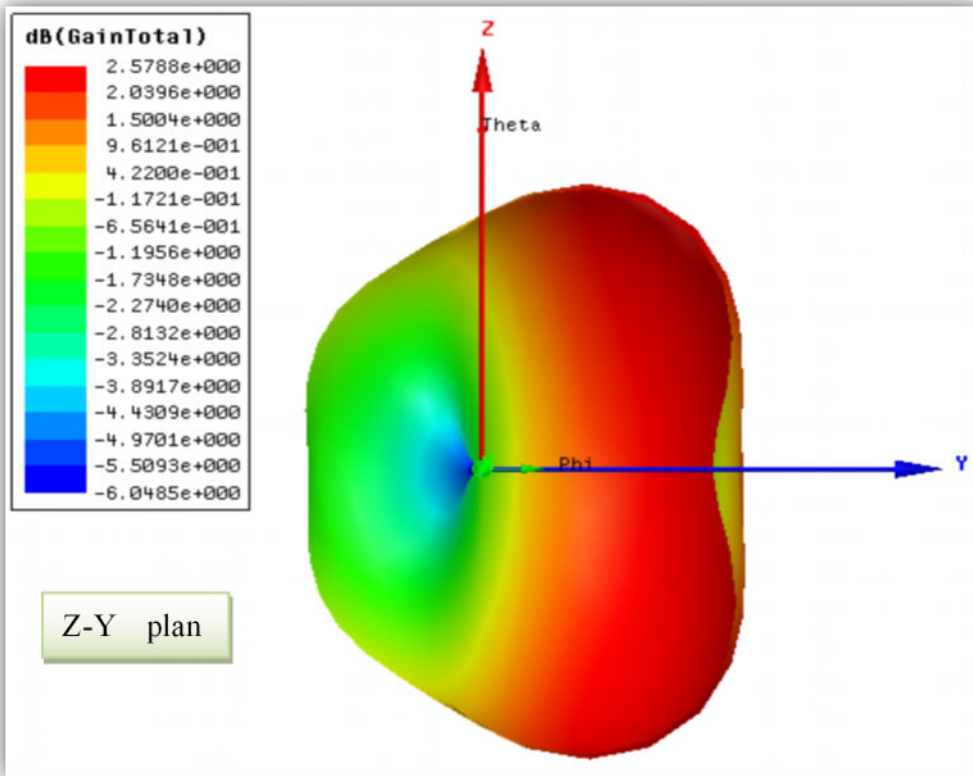 dB(GainTotal)
2.5788e+000
2.0396e+000
1.5004e+000
9.6121e-001
4.2200e-001
-1.1721e-001
-6.5641e-001
-1.1956e+000
-1.7348e+000
-2.2740e+000
-2.8132e+000
-3.3524e+000
-3.8917e+000
-4.4309e+000
-4.9701e+000
-5.5093e+000
-6.0485e+000
Z
Theta
Phi
Y
Z-Y plan